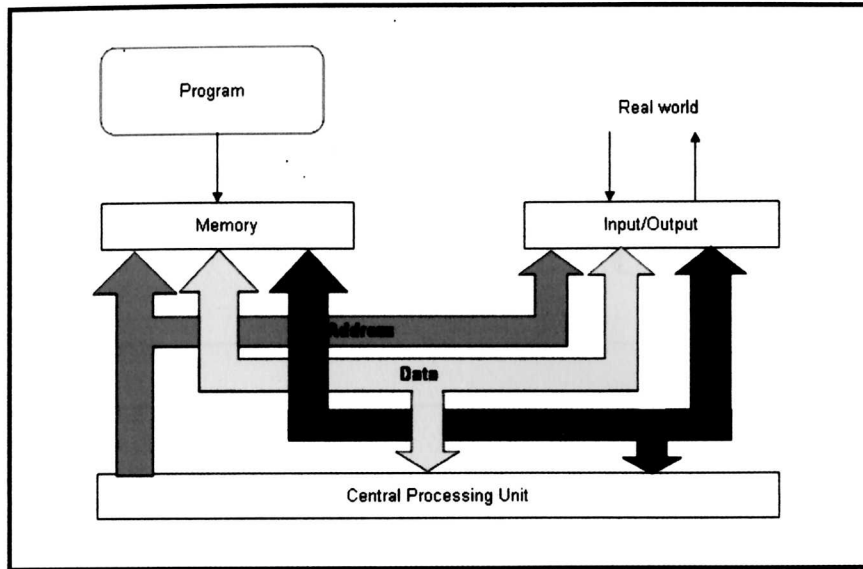 Program
Real world
Memory
Input/Output
Address
Data
Central Processing Unit